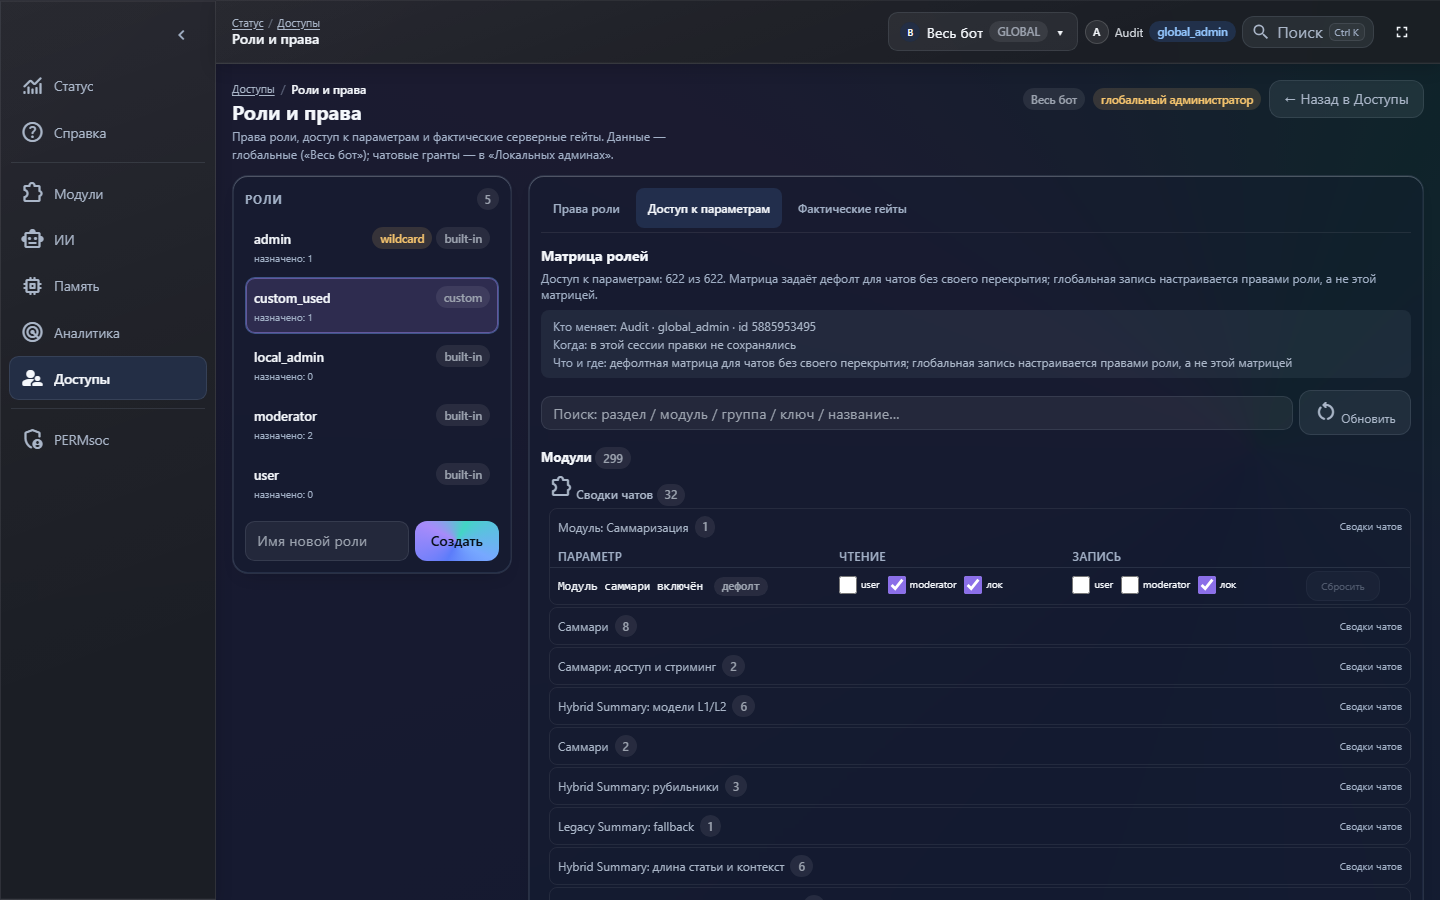 Статус / Доступы
Роли и права
B Весь бот GLOBAL ▾
A Audit global_admin
Поиск Ctrl K
Статус
Справка
Модули
ИИ
Память
Аналитика
Доступы
PERMsoc
Доступы / Роли и права
Роли и права
Права роли, доступ к параметрам и фактические серверные гейты. Данные —
глобальные («Весь бот»); чатовые гранты — в «Локальных админах».
Весь бот глобальный администратор ← Назад в Доступы
РОЛИ 5
admin wildcard built-in
назначено: 1
custom_used custom
назначено: 1
local_admin built-in
назначено: 0
moderator built-in
назначено: 2
user built-in
назначено: 0
Имя новой роли Создать
Права роли Доступ к параметрам Фактические гейты
Матрица ролей
Доступ к параметрам: 622 из 622. Матрица задаёт дефолт для чатов без своего перекрытия; глобальная запись настраивается правами роли, а не этой
матрицей.
Кто меняет: Audit · global_admin · id 5885953495
Когда: в этой сессии правки не сохранялись
Что и где: дефолтная матрица для чатов без своего перекрытия; глобальная запись настраивается правами роли, а не этой матрицей
Поиск: раздел / модуль / группа / ключ / название... Обновить
Модули 299
Сводки чатов 32
Модуль: Саммаризация 1 Сводки чатов
ПАРАМЕТР ЧТЕНИЕ ЗАПИСЬ
Модуль саммари включён дефолт user moderator лок user moderator лок Сбросить
Саммари 8 Сводки чатов
Саммари: доступ и стриминг 2 Сводки чатов
Hybrid Summary: модели L1/L2 6 Сводки чатов
Саммари 2 Сводки чатов
Hybrid Summary: рубильники 3 Сводки чатов
Legacy Summary: fallback 1 Сводки чатов
Hybrid Summary: длина статьи и контекст 6 Сводки чатов